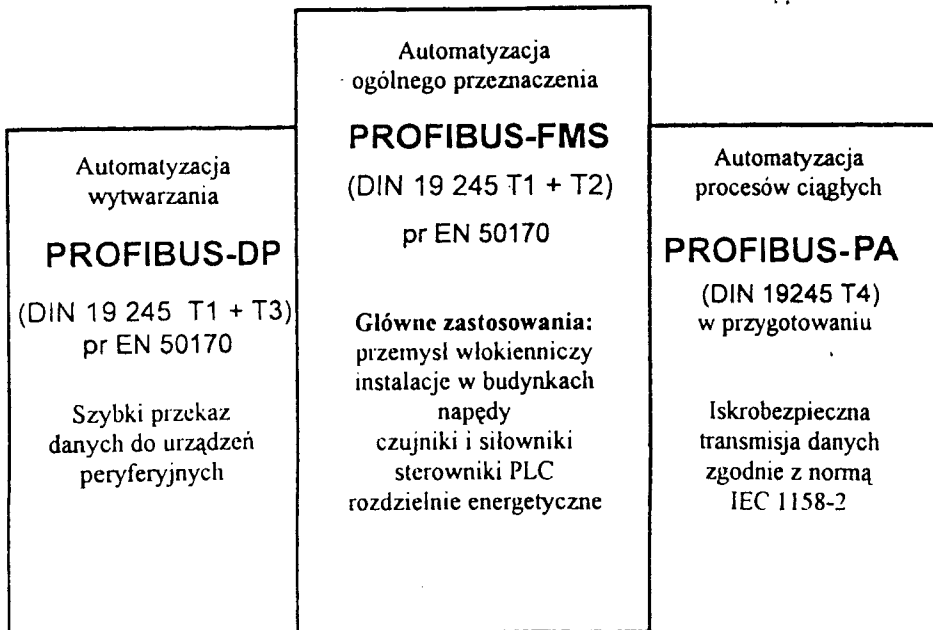 Automatyzacja
wytwarzania
PROFIBUS-DP
(DIN 19 245 T1 + T3)
pr EN 50170
Szybki przekaz
danych do urządzeń
peryferyjnych
Automatyzacja
ogólnego przeznaczenia
PROFIBUS-FMS
(DIN 19 245 T1 + T2)
pr EN 50170
Główne zastosowania:
przemysł włokienniczy
instalacje w budynkach
napędy
czujniki i siłowniki
sterowniki PLC
rozdzielnie energetyczne
Automatyzacja
procesów ciągłych
PROFIBUS-PA
(DIN 19245 T4)
w przygotowaniu
Iskrobezpieczna
transmisja danych
zgodnie z normą
IEC 1158-2